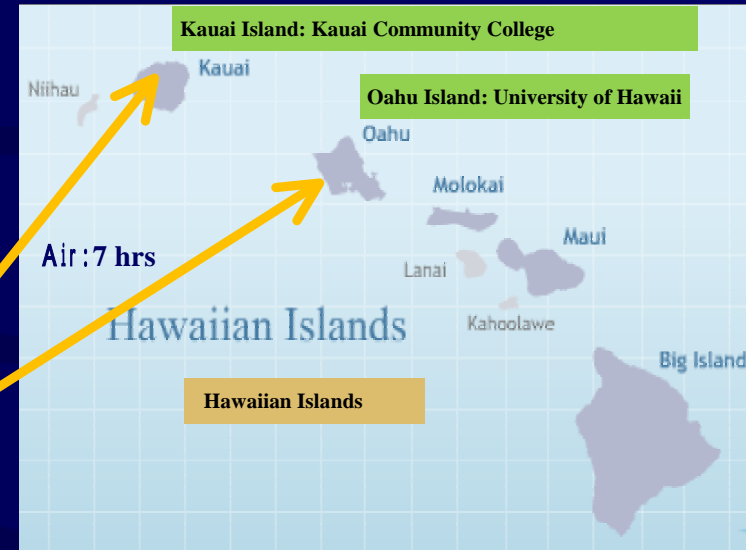 Kauai Island: Kauai Community College
Kauai
Niihau
Oahu Island: University of Hawaii
Oahu
Molokai
Maui
Air:7 hrs
Lanai
Hawaiian Islands
Kahoolawe
Big Island
Hawaiian Islands